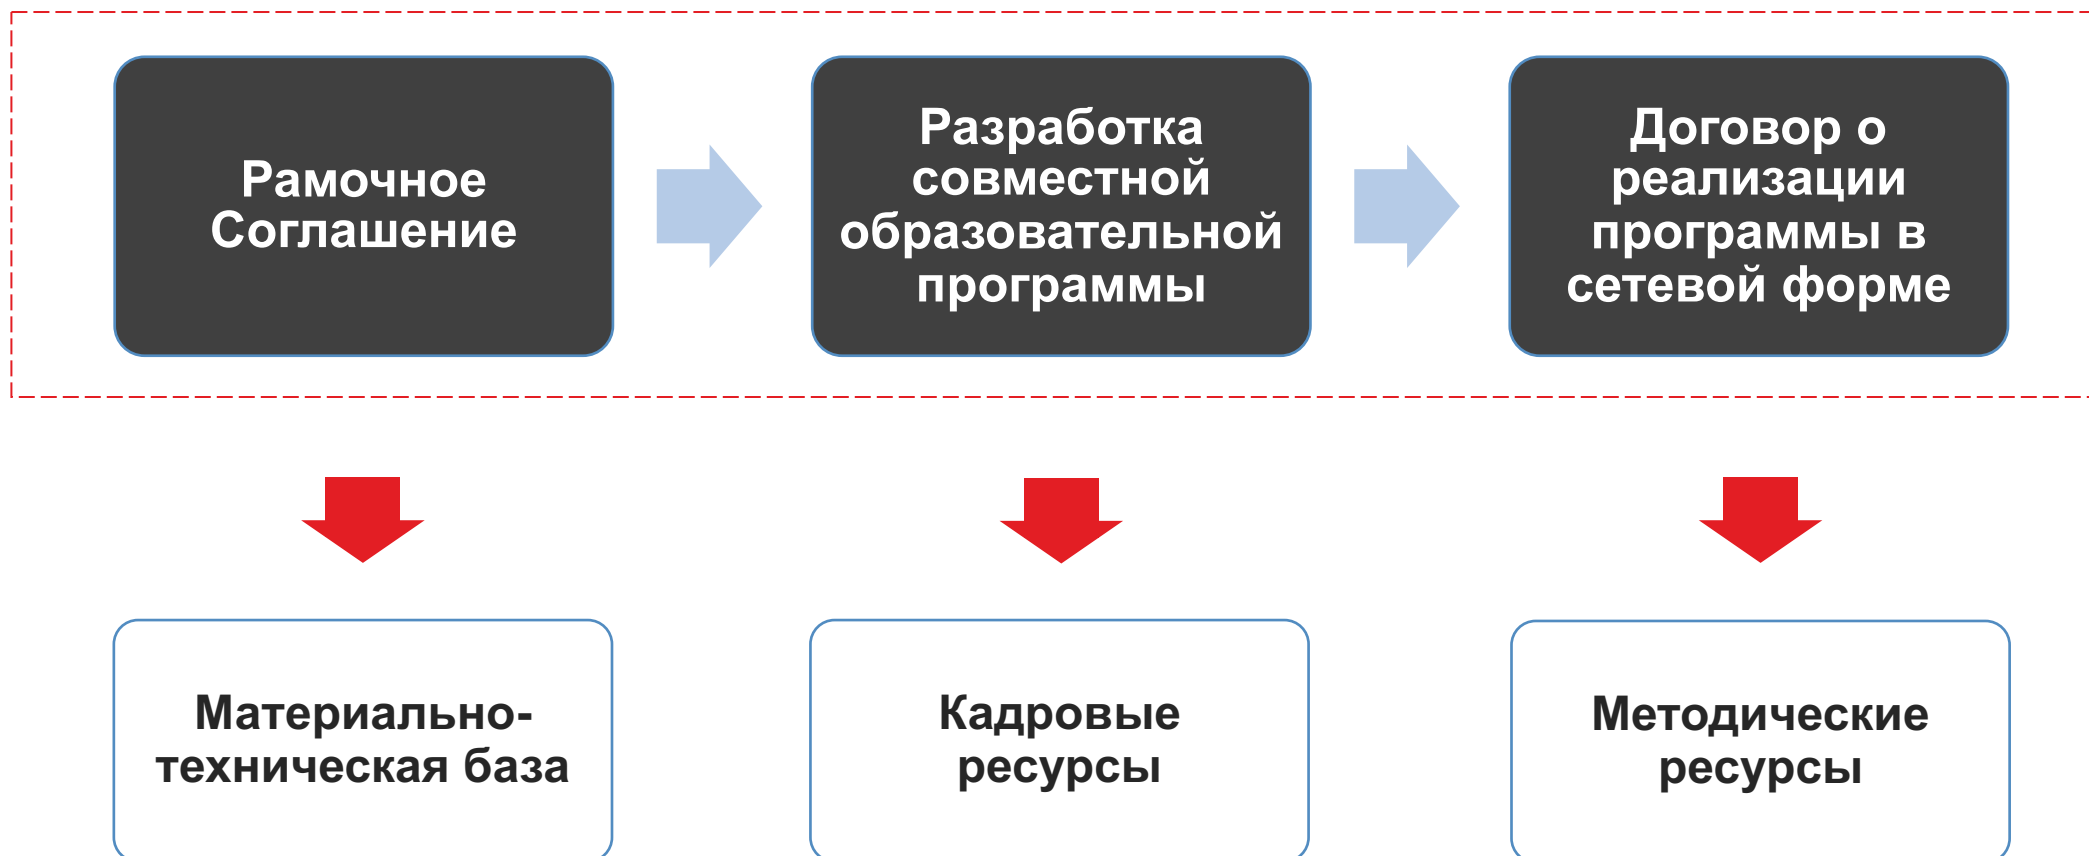 Рамочное
Соглашение
Разработка
совместной
образовательной
программы
Договор о
реализации
программы в
сетевой форме
Материально-
техническая база
Кадровые
ресурсы
Методические
ресурсы